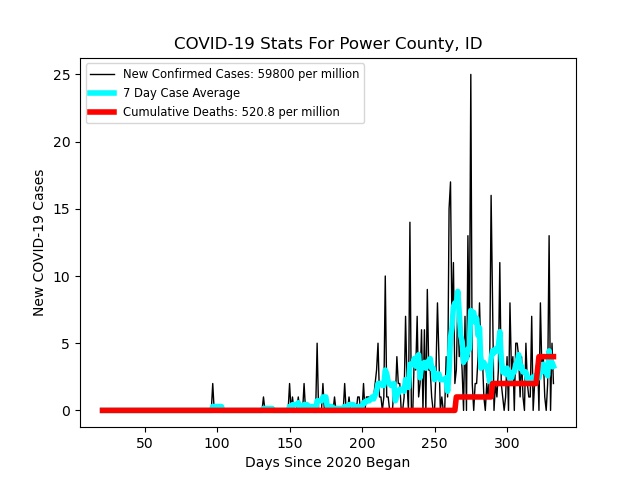 COVID-19 Stats For Power County, ID
New Confirmed Cases: 59800 per million
7 Day Case Average
Cumulative Deaths: 520.8 per million
New COVID-19 Cases
25
20
15
10
5
0
50
100
150
200
250
300
Days Since 2020 Began